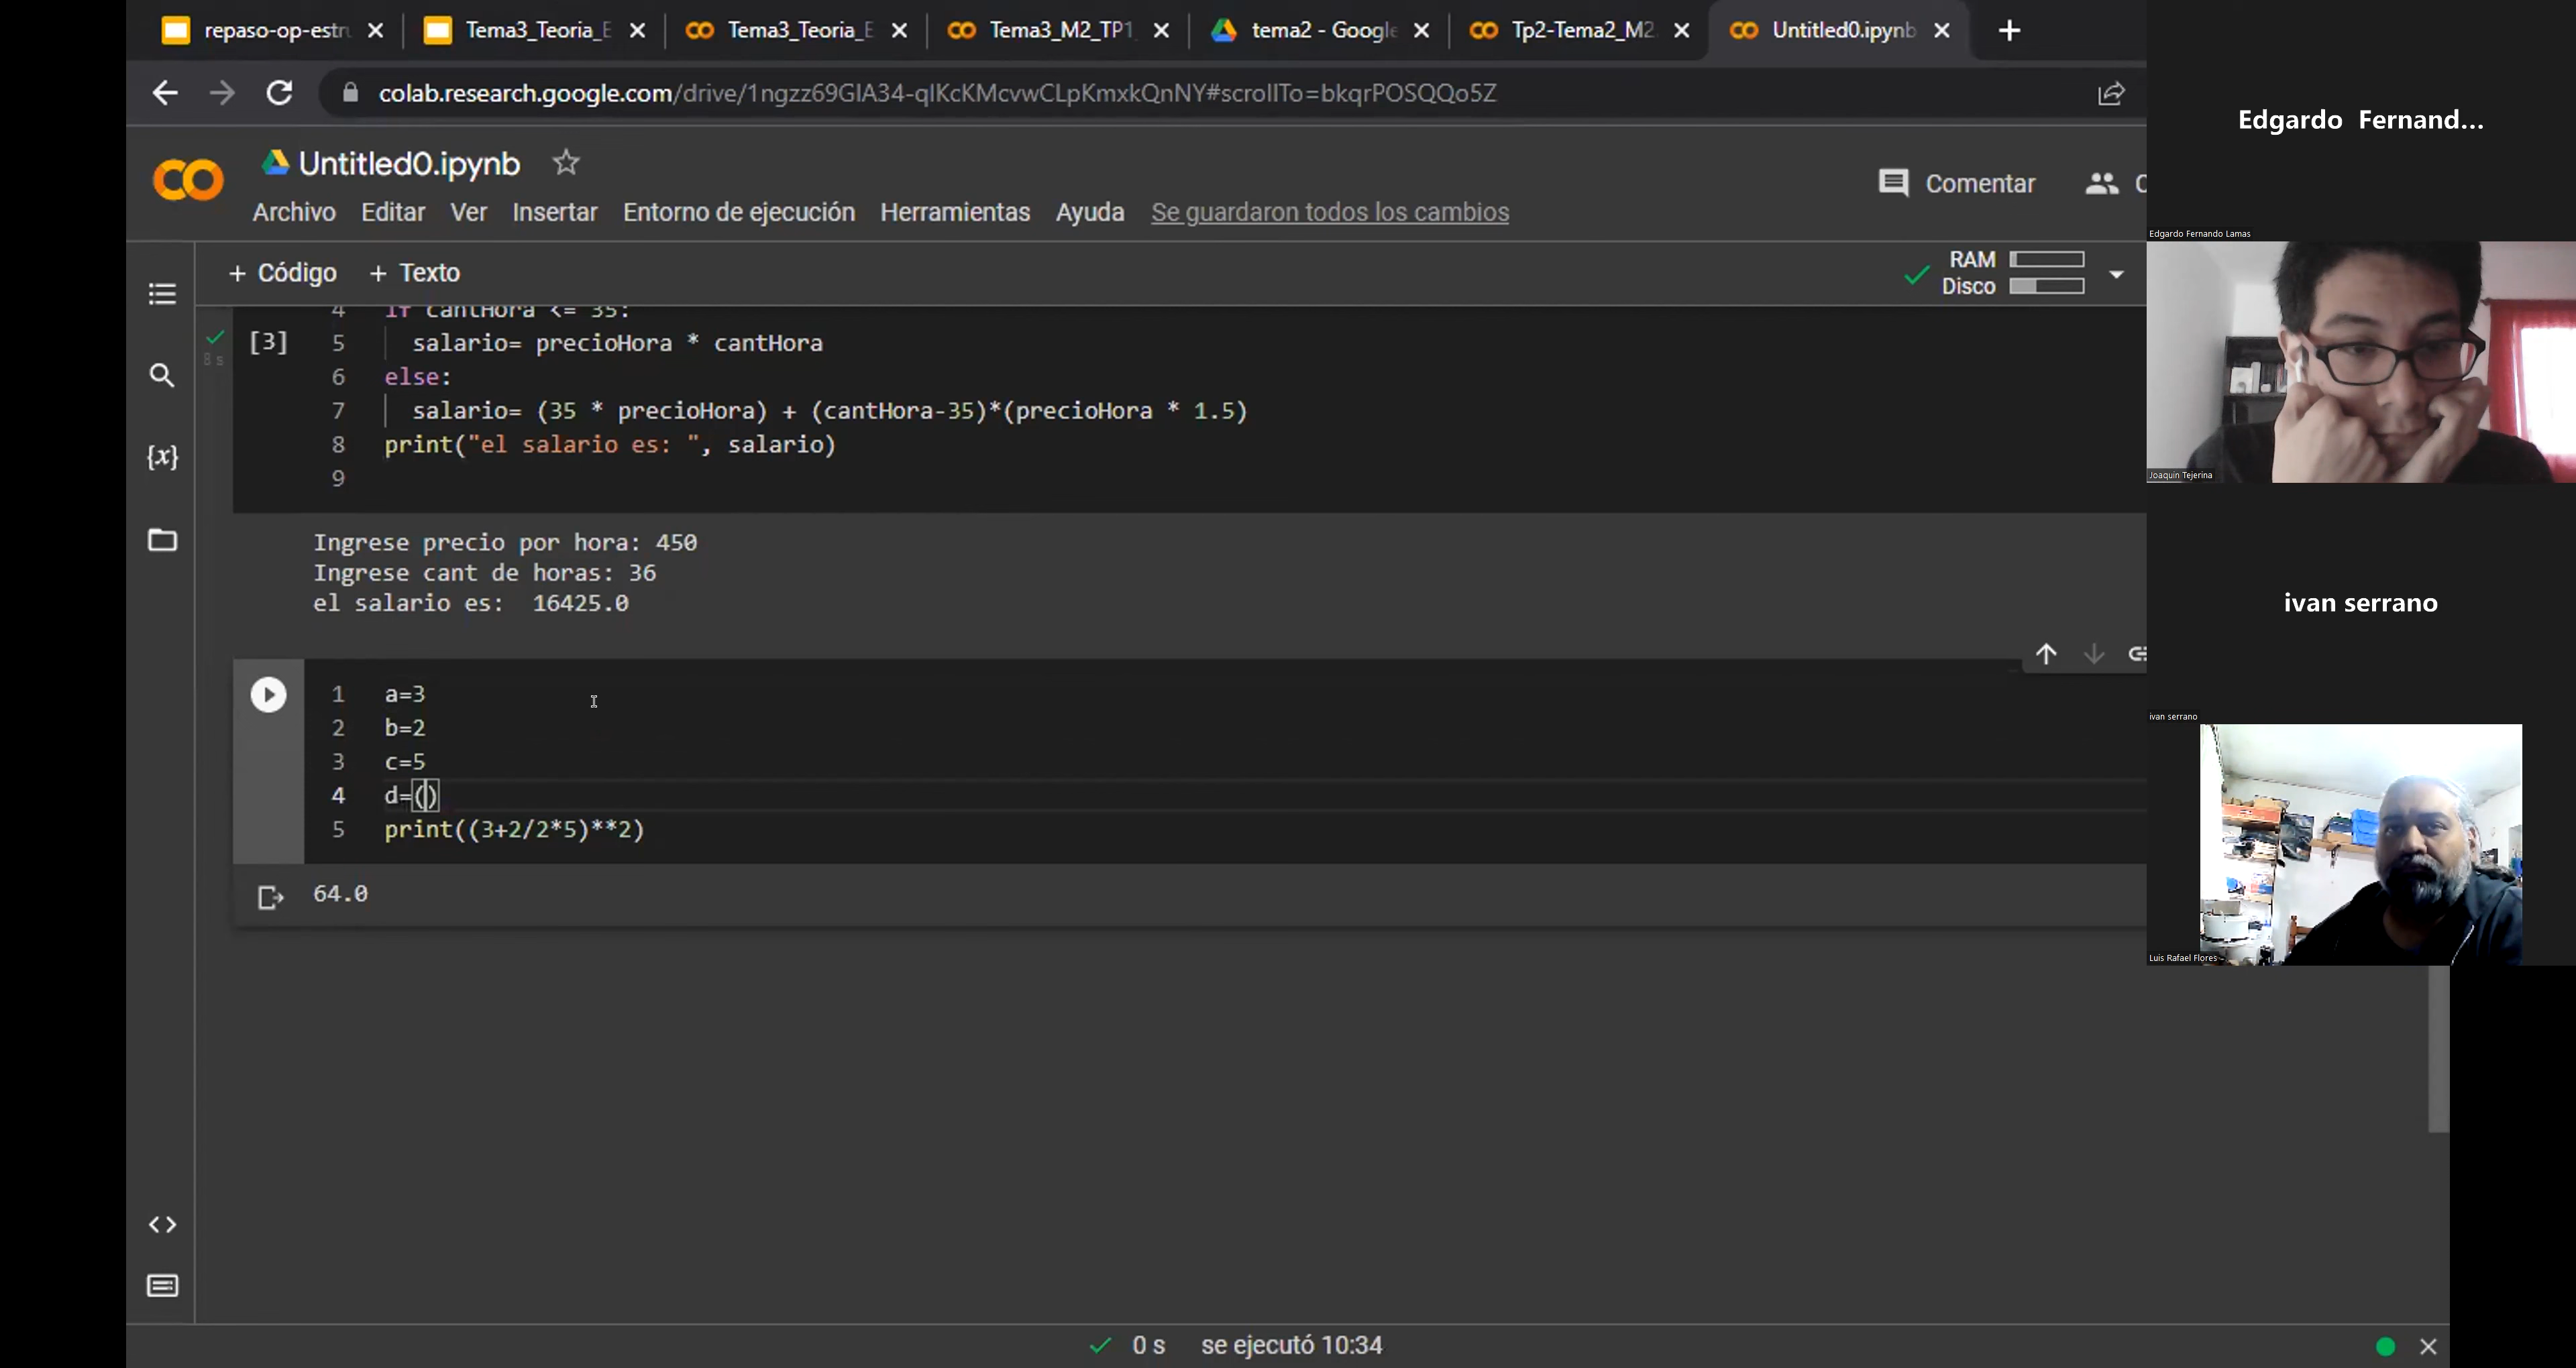 repaso-op-estru
Tema3_Teoria_E
Tema3_Teoria_E
Tema3_M2_TP1
tema2 - Google
Tp2-Tema2_M2
Untitled0.ipynb
colab.research.google.com/drive/1ngzz69GIA34-qIKcKMcvwCLpKmxkQnNY#scrollTo=bkqrPOSQQo5Z
Untitled0.ipynb
Comentar
C
Archivo Editar Ver Insertar Entorno de ejecución Herramientas Ayuda Se guardaron todos los cambios
+ Código + Texto
RAM
Disco
4 if cantHora <= 35:
[3] 5 salario= precioHora * cantHora
8 s
6 else:
7 salario= (35 * precioHora) + (cantHora-35)*(precioHora * 1.5)
8 print("el salario es: ", salario)
9
Ingrese precio por hora: 450
Ingrese cant de horas: 36
el salario es:  16425.0
1 a=3
2 b=2
3 c=5
4 d=()
5 print((3+2/2*5)**2)
64.0
0 s se ejecutó 10:34
Edgardo Fernand...
Edgardo Fernando Lamas
Joaquin Tejerina
ivan serrano
ivan serrano
Luis Rafael Flores